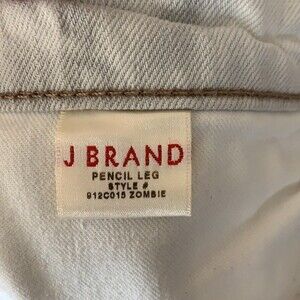 J BRAND
PENCIL LEG
STYLE #
912C015 ZOMBIE